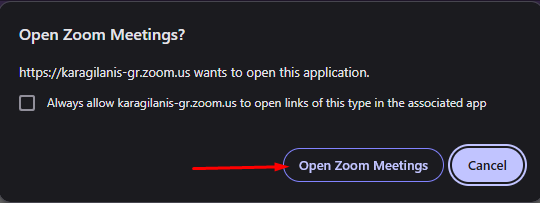 Open Zoom Meetings?
https://karagilanis-gr.zoom.us wants to open this application.
Always allow karagilanis-gr.zoom.us to open links of this type in the associated app
Open Zoom Meetings
Cancel